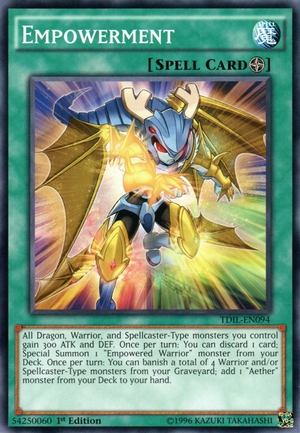 EMPOWERMENT
[SPELL CARD]
TDIL-EN094
All Dragon, Warrior, and Spellcaster-Type monsters you control
gain 300 ATK and DEF. Once per turn: You can discard 1 card;
Special Summon 1 "Empowered Warrior" monster from your
Deck. Once per turn: You can banish a total of 4 Warrior and/or
Spellcaster-Type monsters from your Graveyard; add 1 "Aether"
monster from your Deck to your hand.
54250060 1st Edition ©1996 KAZUKI TAKAHASHI